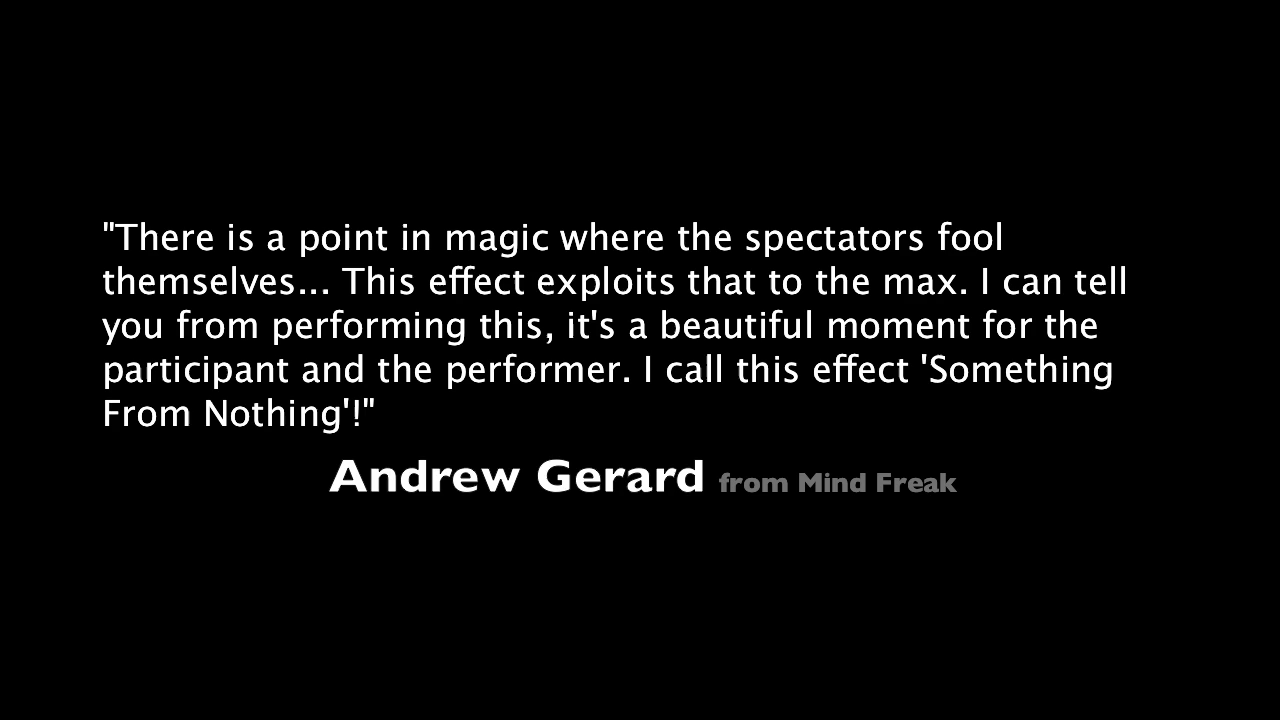 "There is a point in magic where the spectators fool
themselves... This effect exploits that to the max. I can tell
you from performing this, it's a beautiful moment for the
participant and the performer. I call this effect 'Something
From Nothing'!"
Andrew Gerard from Mind Freak